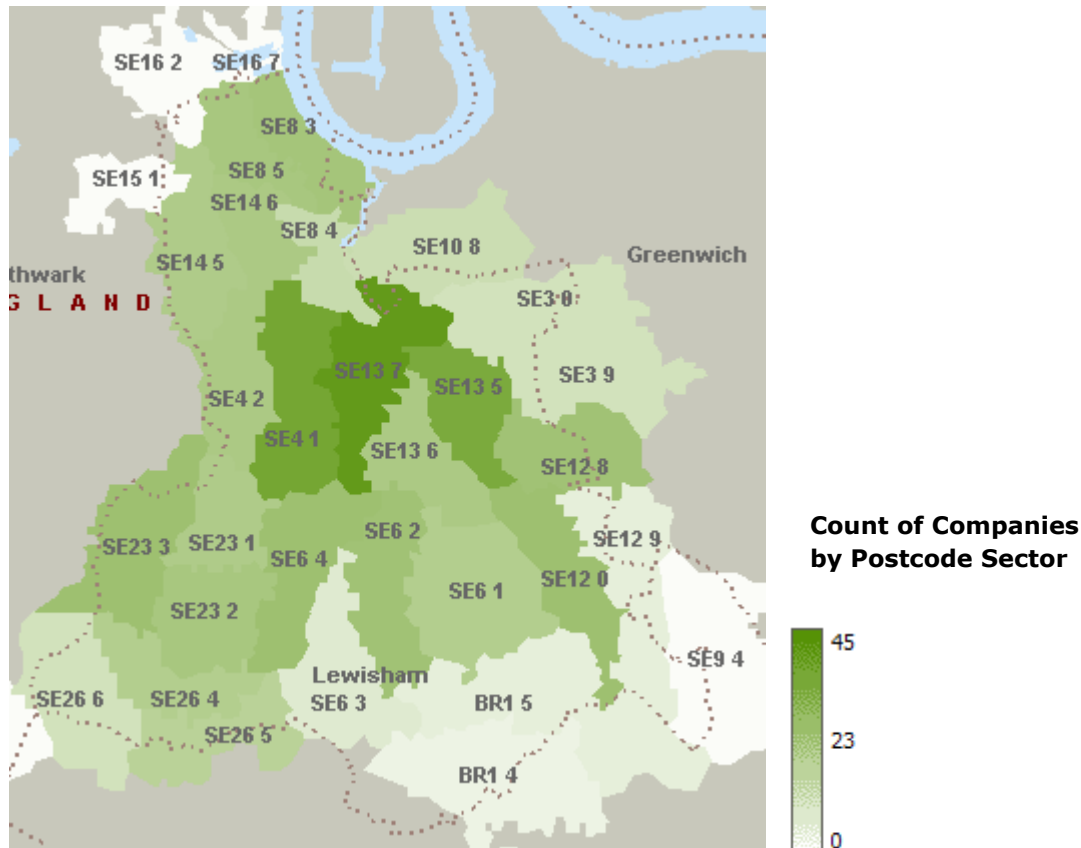 SE16 2
SE16 7
SE8 3
SE15 1
SE8 5
SE14 6
SE8 4
SE10 8
SE14 5
Greenwich
thwark
G L A N D
SE3 0
SE13 7
SE3 9
SE13 5
SE4 2
SE4 1
SE13 6
SE12 8
SE6 2
SE12 9
SE23 3
SE23 1
SE6 4
SE12 0
SE6 1
SE23 2
SE9 4
Lewisham
SE26 6
SE26 4
SE6 3
BR1 5
SE26 5
BR1 4
Count of Companies
by Postcode Sector
45
23
0